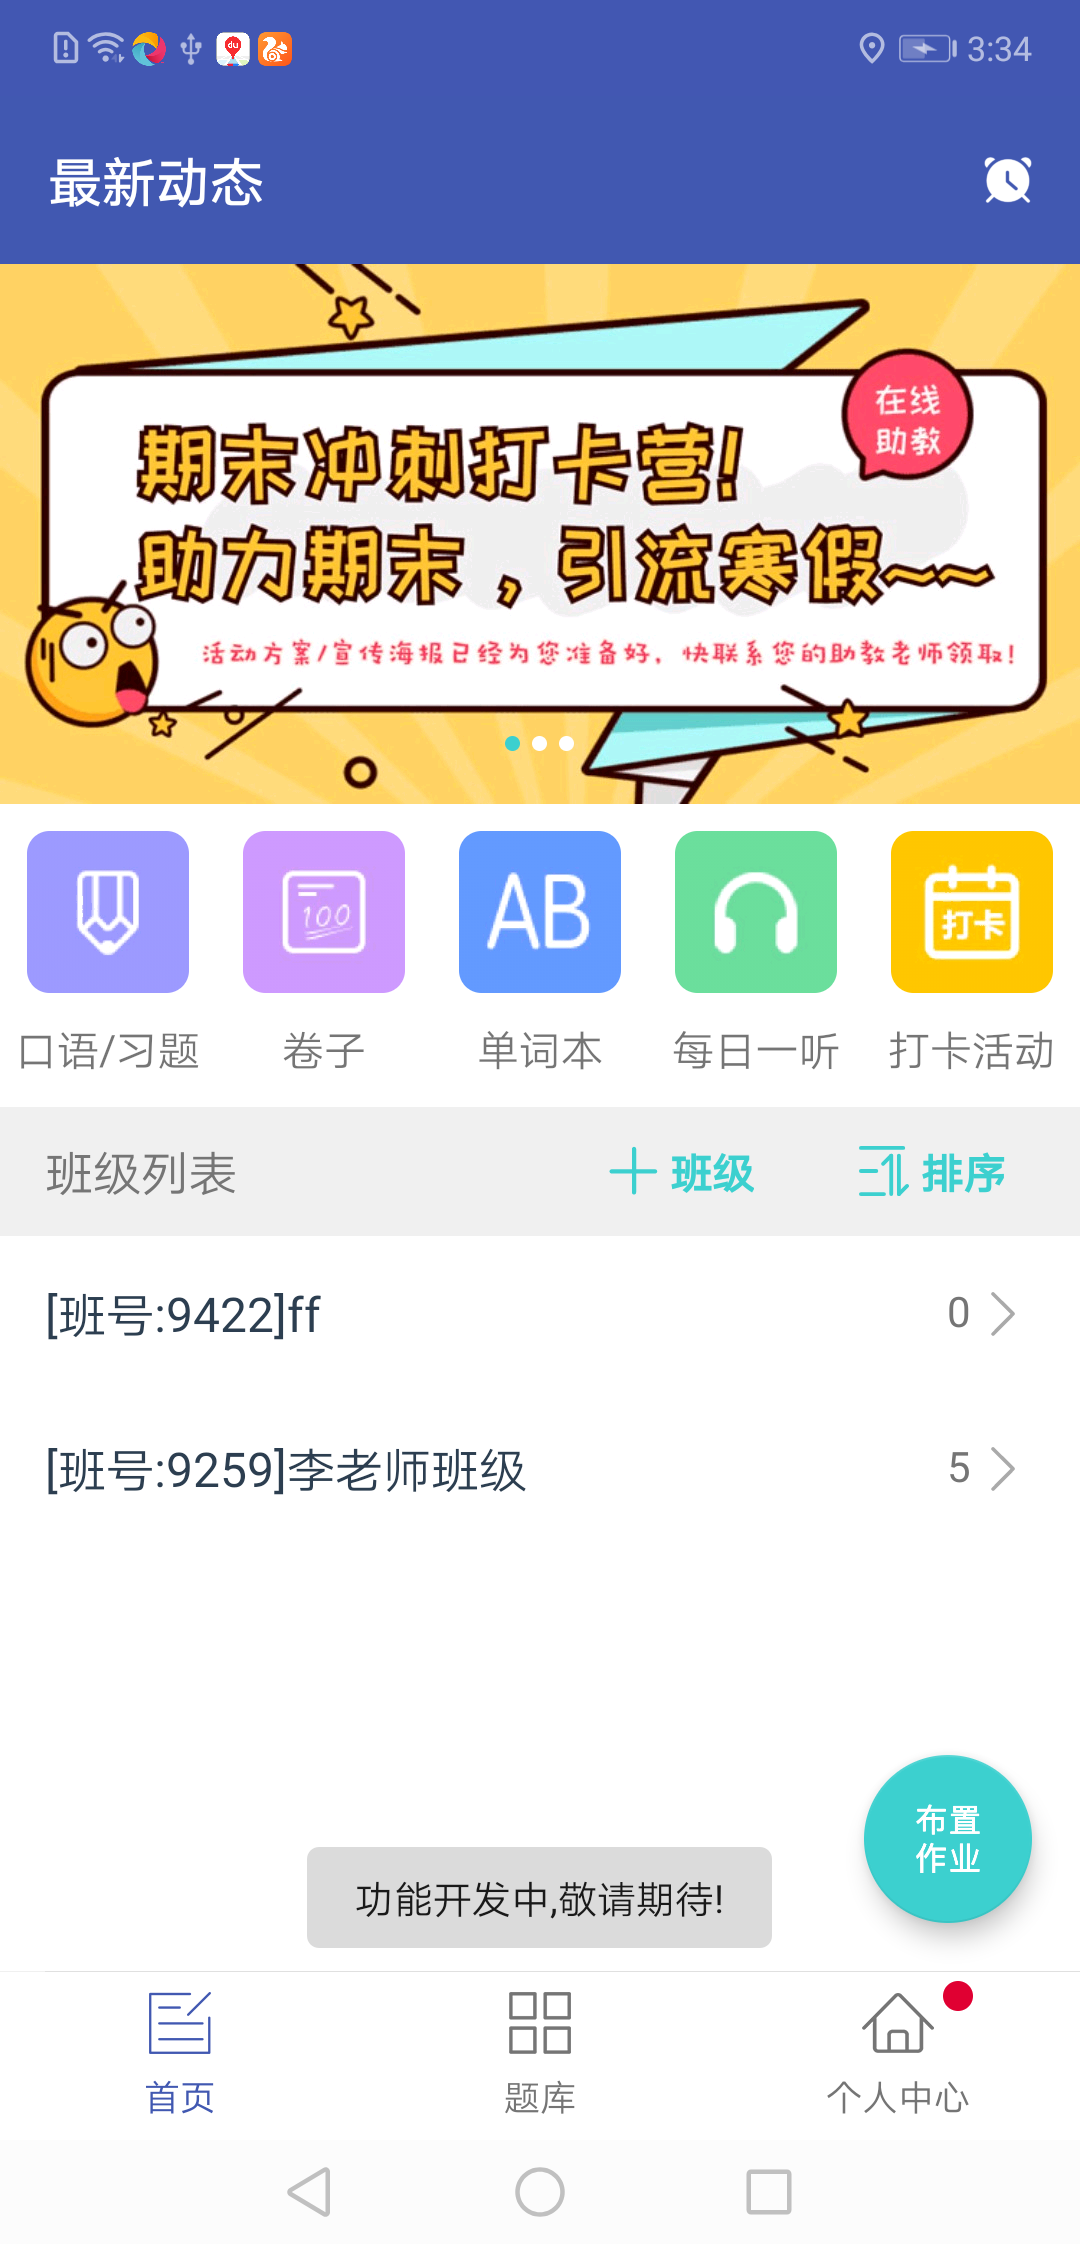 3:34
最新动态
在线
助教
期末冲刺打卡营!
助力期末，引流寒假~~
活动方案/宣传海报已经为您准备好，快联系您的助教老师领取!
100
AB
打卡
口语/习题
卷子
单词本
每日一听
打卡活动
班级列表
班级
排序
[班号:9422]ff
0
[班号:9259]李老师班级
5
布置
作业
功能开发中,敬请期待!
首页
题库
个人中心